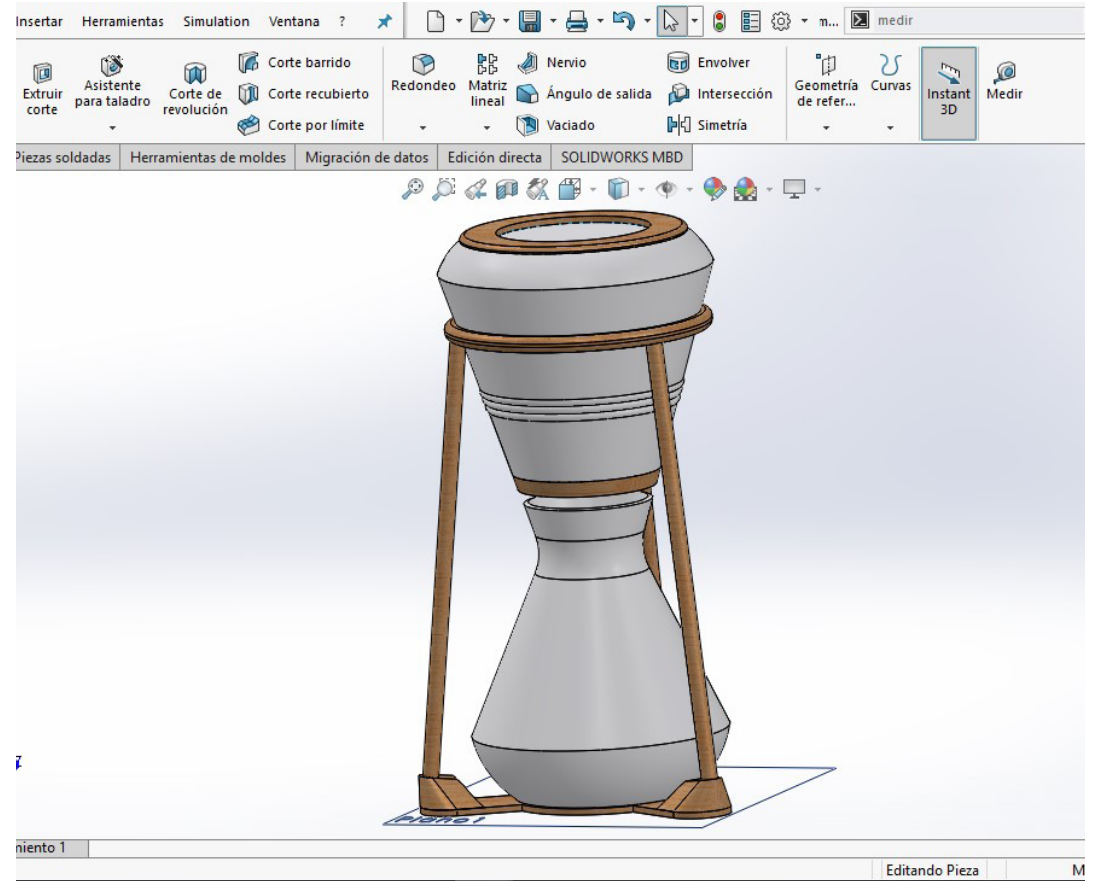 Insertar Herramientas Simulation Ventana ? m... medir
Extruir corte
Asistente para taladro
Corte de revolución
Corte barrido
Corte recubierto
Corte por límite
Redondeo
Matriz lineal
Nervio
Ángulo de salida
Vaciado
Envolver
Intersección
Simetría
Geometría de refer...
Curvas
Instant 3D
Medir
Piezas soldadas Herramientas de moldes Migración de datos Edición directa SOLIDWORKS MBD
Plano1
miento 1
Editando Pieza M